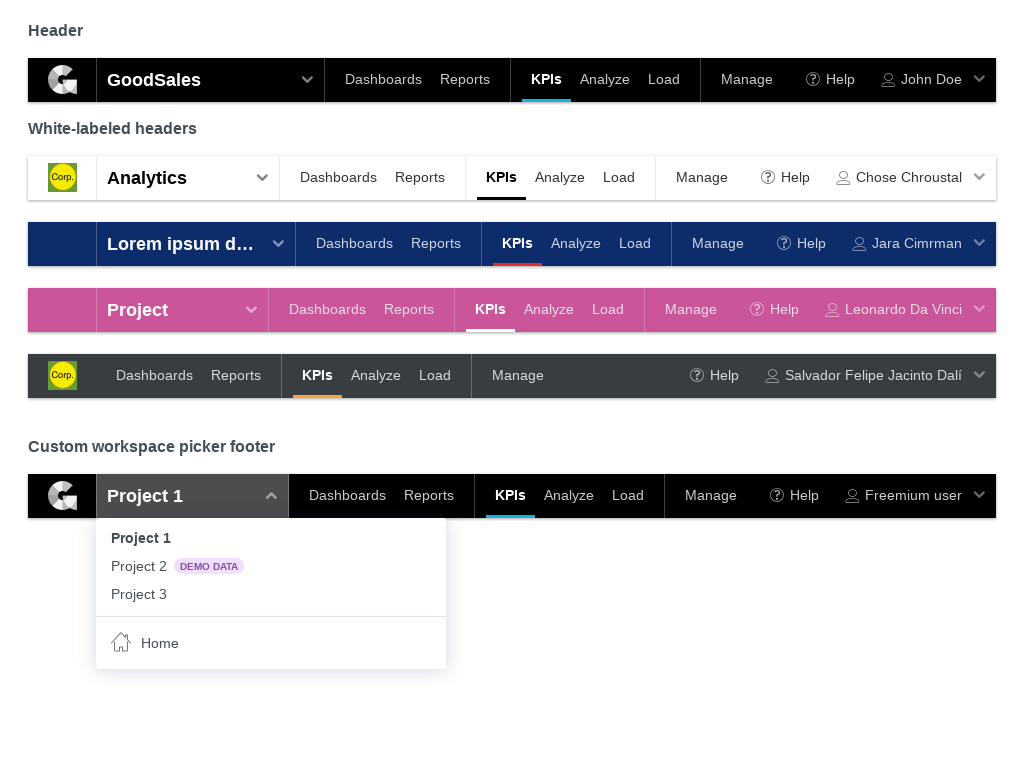 Header
GoodSales Dashboards Reports KPIs Analyze Load Manage Help John Doe
White-labeled headers
Corp. Analytics Dashboards Reports KPIs Analyze Load Manage Help Chose Chroustal
Lorem ipsum d… Dashboards Reports KPIs Analyze Load Manage Help Jara Cimrman
Project Dashboards Reports KPIs Analyze Load Manage Help Leonardo Da Vinci
Corp. Dashboards Reports KPIs Analyze Load Manage Help Salvador Felipe Jacinto Dalí
Custom workspace picker footer
Project 1 Dashboards Reports KPIs Analyze Load Manage Help Freemium user
Project 1
Project 2 DEMO DATA
Project 3
Home